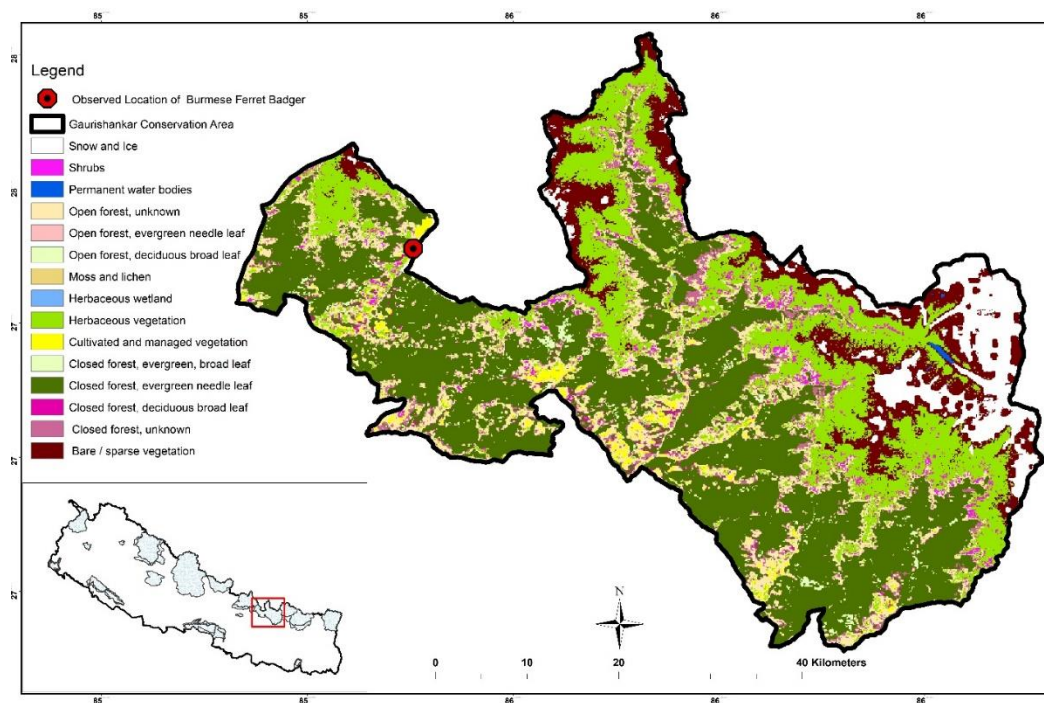 85 85 86 86 86
28
28
27
27
27
Legend
Observed Location of Burmese Ferret Badger
Gaurishankar Conservation Area
Snow and Ice
Shrubs
Permanent water bodies
Open forest, unknown
Open forest, evergreen needle leaf
Open forest, deciduous broad leaf
Moss and lichen
Herbaceous wetland
Herbaceous vegetation
Cultivated and managed vegetation
Closed forest, evergreen, broad leaf
Closed forest, evergreen needle leaf
Closed forest, deciduous broad leaf
Closed forest, unknown
Bare / sparse vegetation
N
0 10 20 40 Kilometers
85 85 86 86 86